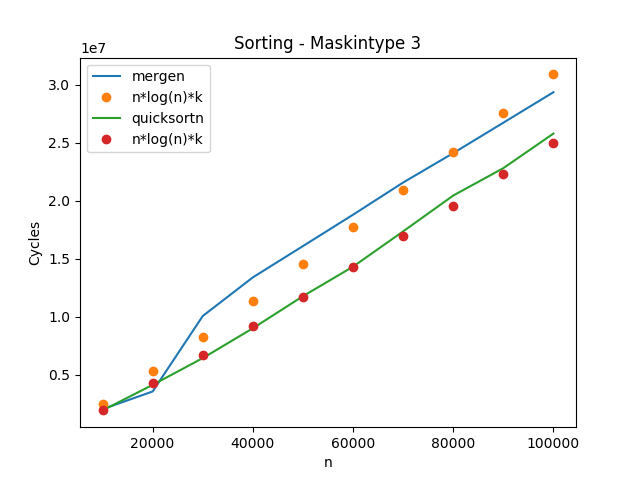 Sorting - Maskintype 3
1e7
mergen
n*log(n)*k
quicksortn
n*log(n)*k
3.0
2.5
2.0
1.5
1.0
0.5
Cycles
20000 40000 60000 80000 100000
n